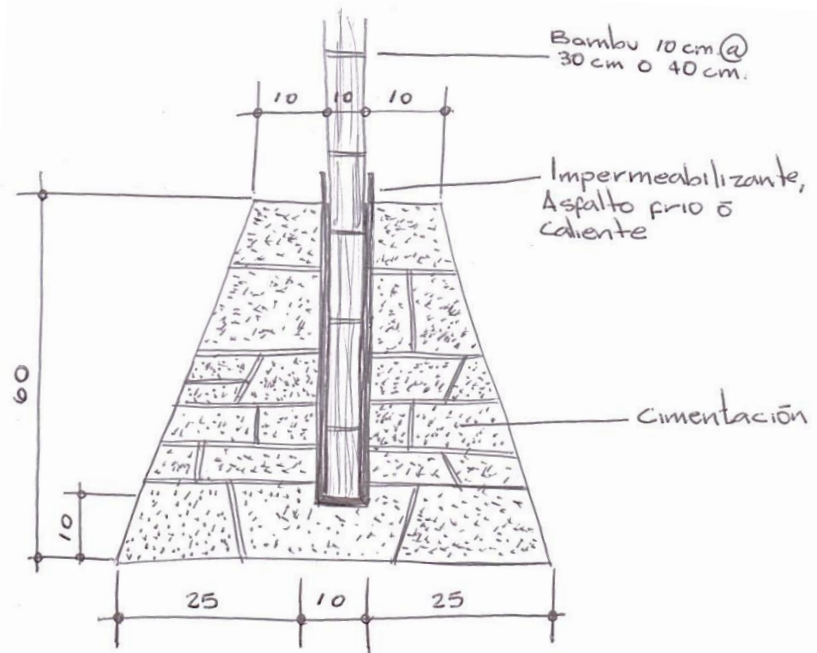 Bambu 10 cm @
30 cm o 40 cm.
10 10 10
Impermeabilizante,
Asfalto frio ō
caliente
60
Cimentación
10
25 10 25